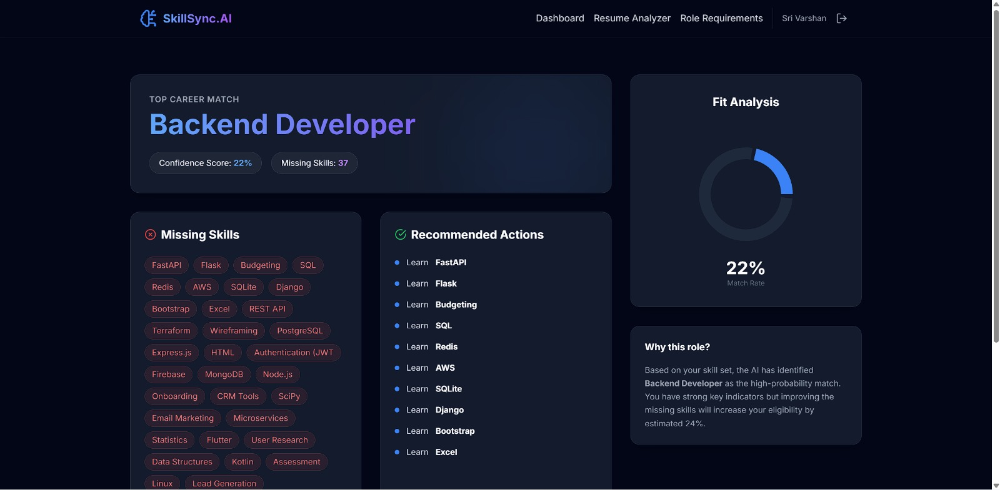 SkillSync.AI
Dashboard Resume Analyzer Role Requirements Sri Varshan
TOP CAREER MATCH
Backend Developer
Confidence Score: 22% Missing Skills: 37
Missing Skills
FastAPI Flask Budgeting SQL
Redis AWS SQLite Django
Bootstrap Excel REST API
Terraform Wireframing PostgreSQL
Express.js HTML Authentication (JWT
Firebase MongoDB Node.js
Onboarding CRM Tools SciPy
Email Marketing Microservices
Statistics Flutter User Research
Data Structures Kotlin Assessment
Linux Lead Generation
Recommended Actions
Learn FastAPI
Learn Flask
Learn Budgeting
Learn SQL
Learn Redis
Learn AWS
Learn SQLite
Learn Django
Learn Bootstrap
Learn Excel
Fit Analysis
22%
Match Rate
Why this role?
Based on your skill set, the AI has identified
Backend Developer as the high-probability match.
You have strong key indicators but improving the
missing skills will increase your eligibility by
estimated 24%.